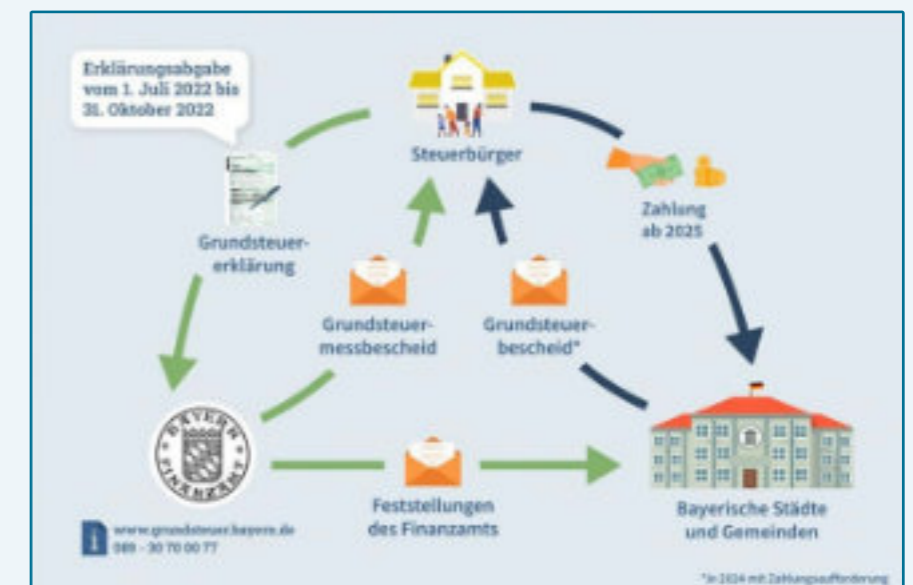 Erklärungsabgabe
vom 1. Juli 2022 bis
31. Oktober 2022
Steuerbürger
Zahlung
ab 2025
Grundsteuer-
erklärung
Grundsteuer-
messbescheid
Grundsteuer-
bescheid*
BAYERN
FINANZAMT
Feststellungen
des Finanzamts
Bayerische Städte
und Gemeinden
i
www.grundsteuer.bayern.de
089 - 30 70 00 77
*in 2024 mit Zahlungsaufforderung